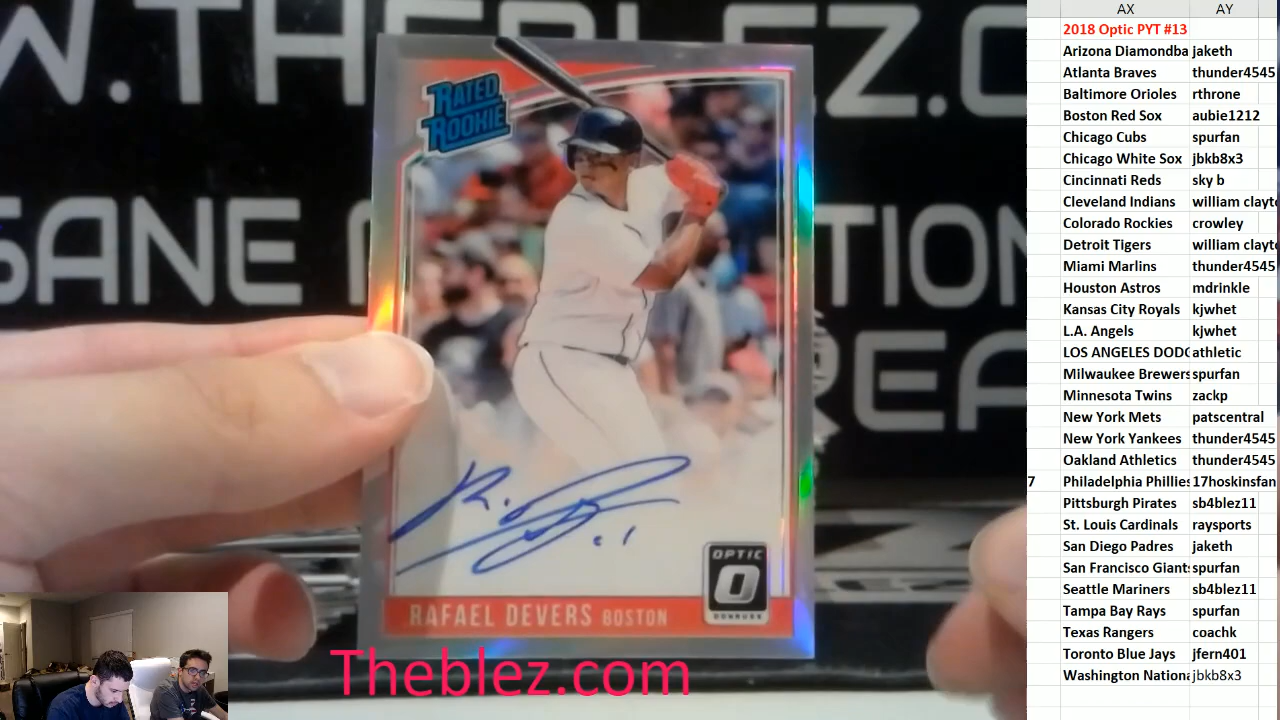 W.THEBLEZ.C
SANE
TION
REA
RATED
ROOKIE
R. D
OPTIC
O
DONRUSS
RAFAEL DEVERS BOSTON
Theblez.com
AX AY
2018 Optic PYT #13
Arizona Diamondba jaketh
Atlanta Braves thunder4545
Baltimore Orioles rthrone
Boston Red Sox aubie1212
Chicago Cubs spurfan
Chicago White Sox jbkb8x3
Cincinnati Reds sky b
Cleveland Indians william clayt
Colorado Rockies crowley
Detroit Tigers william clayt
Miami Marlins thunder4545
Houston Astros mdrinkle
Kansas City Royals kjwhet
L.A. Angels kjwhet
LOS ANGELES DODG athletic
Milwaukee Brewers spurfan
Minnesota Twins zackp
New York Mets patscentral
New York Yankees thunder4545
Oakland Athletics thunder4545
7 Philadelphia Phillies 17hoskinsfan
Pittsburgh Pirates sb4blez11
St. Louis Cardinals raysports
San Diego Padres jaketh
San Francisco Giants spurfan
Seattle Mariners sb4blez11
Tampa Bay Rays spurfan
Texas Rangers coachk
Toronto Blue Jays jfern401
Washington Nationa jbkb8x3